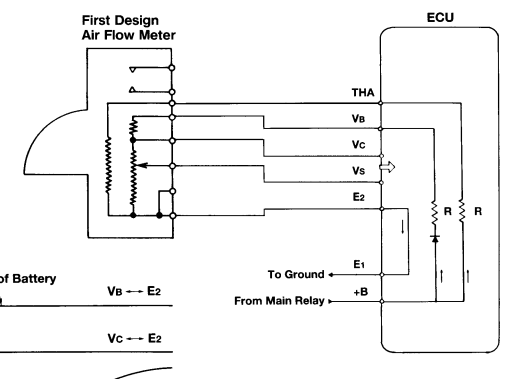 First Design
Air Flow Meter
ECU
THA
VB
VC
VS
E2
R
R
E1
To Ground
+B
From Main Relay
of Battery
VB ↔ E2
VC ↔ E2